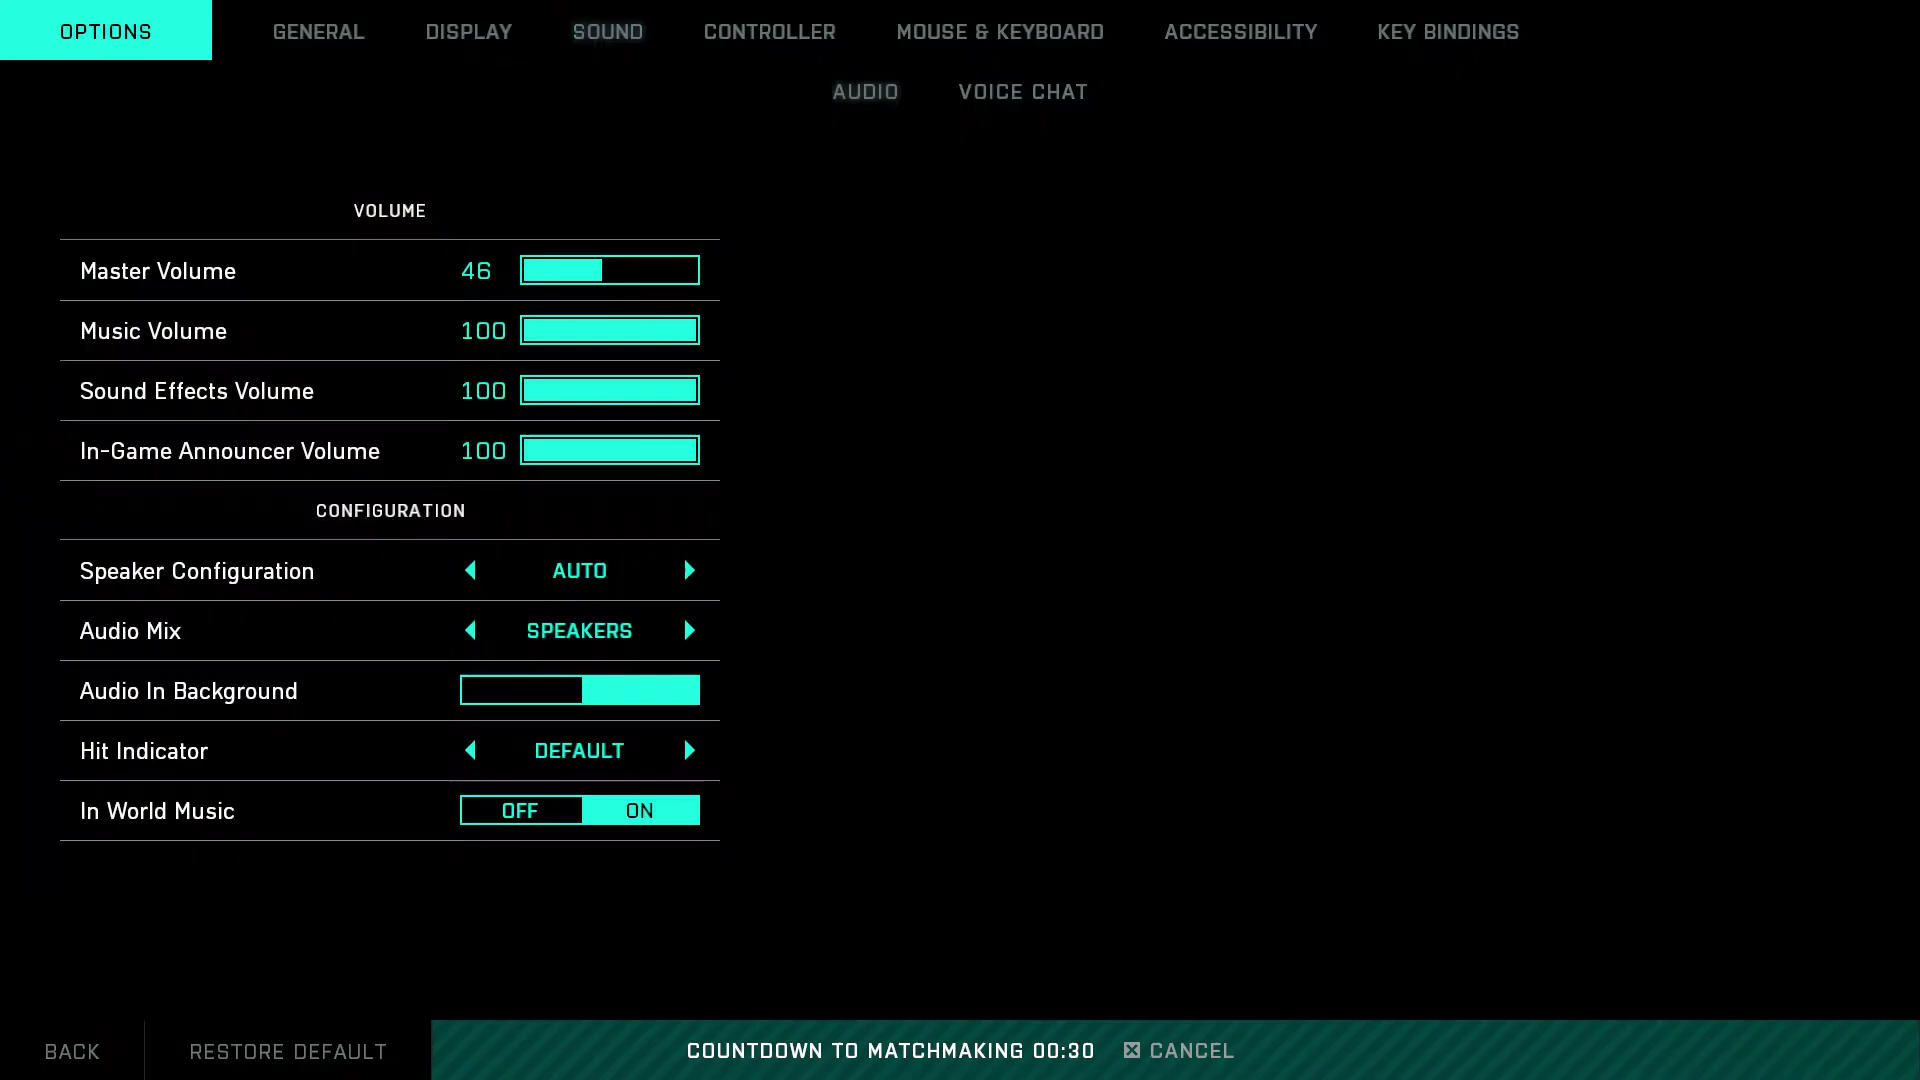 OPTIONS GENERAL DISPLAY SOUND CONTROLLER MOUSE & KEYBOARD ACCESSIBILITY KEY BINDINGS
AUDIO VOICE CHAT
VOLUME
Master Volume 46
Music Volume 100
Sound Effects Volume 100
In-Game Announcer Volume 100
CONFIGURATION
Speaker Configuration AUTO
Audio Mix SPEAKERS
Audio In Background
Hit Indicator DEFAULT
In World Music OFF ON
BACK RESTORE DEFAULT COUNTDOWN TO MATCHMAKING 00:30 CANCEL